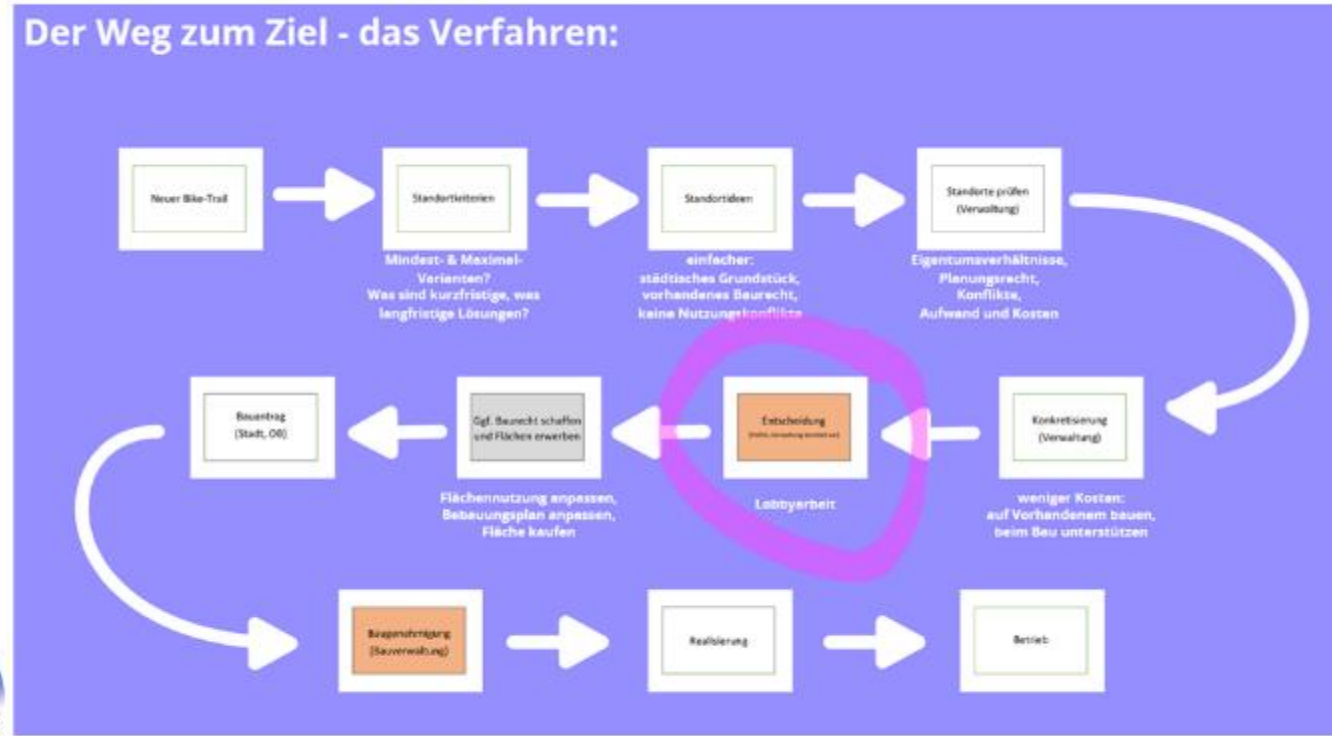 Der Weg zum Ziel - das Verfahren:
Neuer Bike-Trail
Standortkriterien
Standortideen
Standorte prüfen
(Verwaltung)
Mindest- & Maximal-
Varianten?
Was sind kurzfristige, was
langfristige Lösungen?
einfacher:
städtisches Grundstück,
vorhandenes Baurecht,
keine Nutzungskonflikte
Eigentumsverhältnisse,
Planungsrecht,
Konflikte,
Aufwand und Kosten
Bauantrag
(Stadt, OB)
Ggf. Baurecht schaffen
und Flächen erwerben
Entscheidung
Konkretisierung
(Verwaltung)
Flächennutzung anpassen,
Bebauungsplan anpassen,
Fläche kaufen
Lobbyarbeit
weniger Kosten:
auf Vorhandenem bauen,
beim Bau unterstützen
Baugenehmigung
(Bauverwaltung)
Realisierung
Betrieb